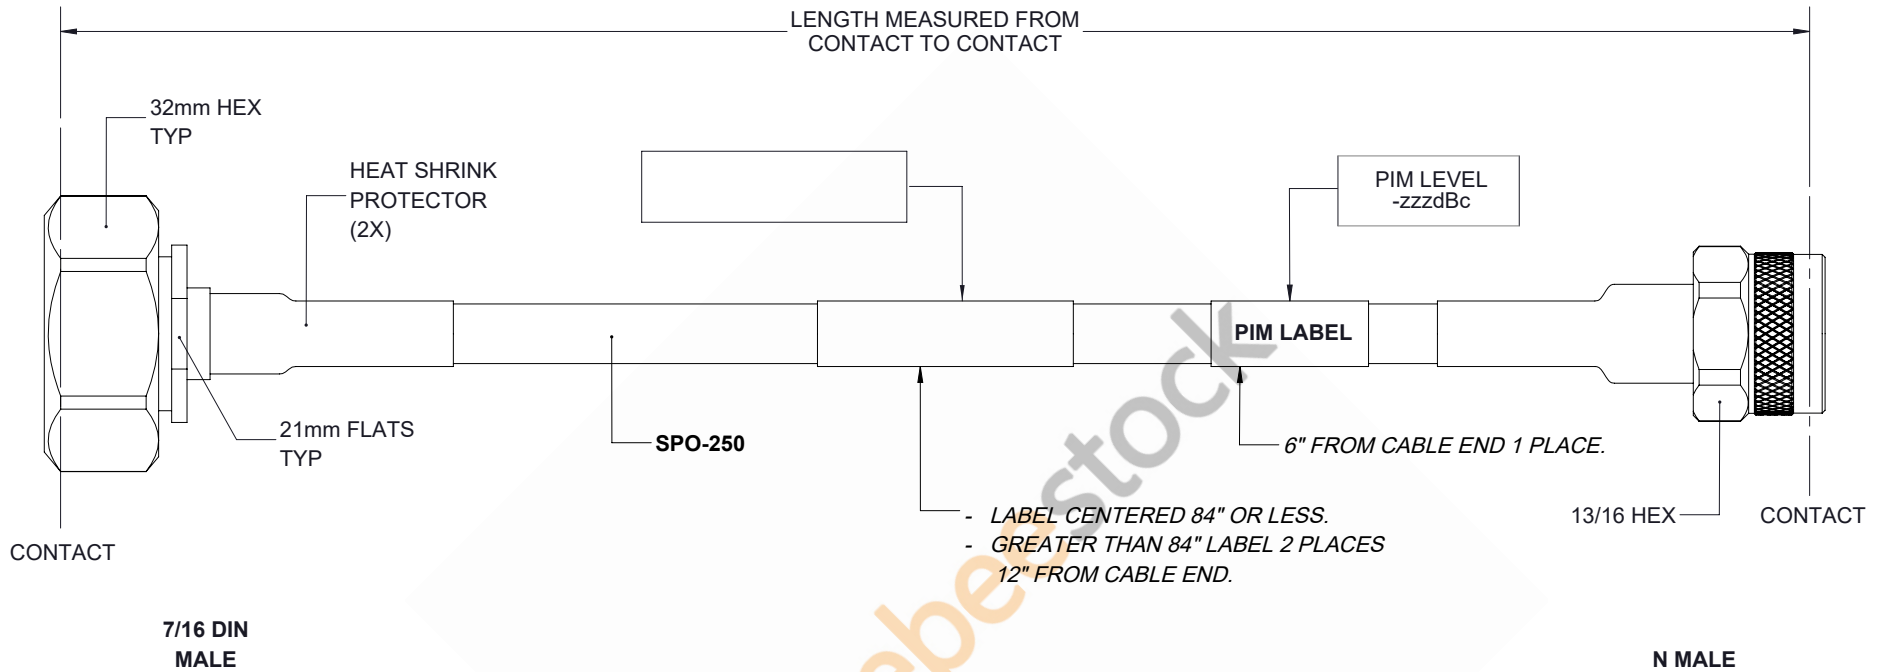 LENGTH MEASURED FROM
CONTACT TO CONTACT
32mm HEX
TYP
HEAT SHRINK
PROTECTOR
(2X)
PIM LEVEL
-zzzdBc
PIM LABEL
21mm FLATS
TYP
SPO-250
6" FROM CABLE END 1 PLACE.
- LABEL CENTERED 84" OR LESS.
- GREATER THAN 84" LABEL 2 PLACES
12" FROM CABLE END.
13/16 HEX
CONTACT
CONTACT
7/16 DIN
MALE
N MALE
ebeestock